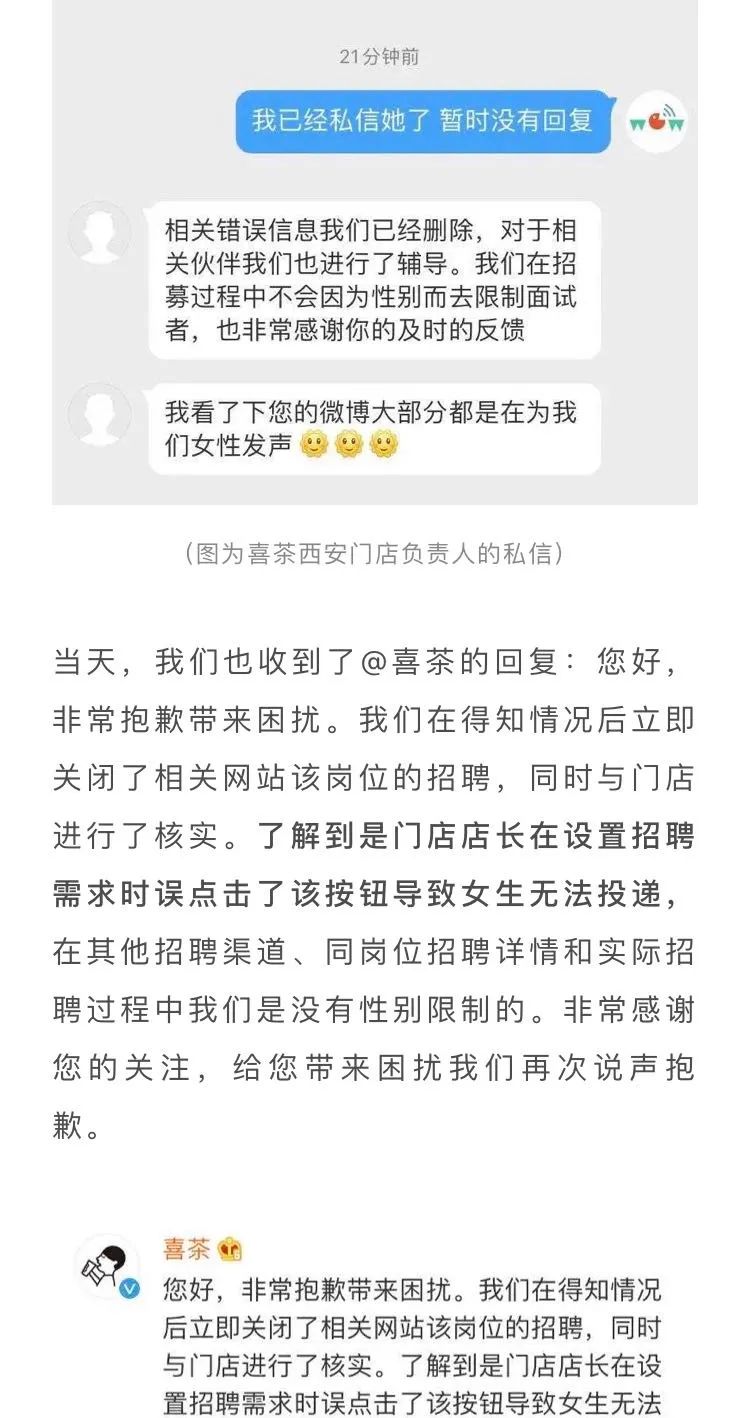 21分钟前
我已经私信她了 暂时没有回复
相关错误信息我们已经删除，对于相
关伙伴我们也进行了辅导。我们在招
募过程中不会因为性别而去限制面试
者，也非常感谢你的及时的反馈
我看了下您的微博大部分都是在为我
们女性发声
（图为喜茶西安门店负责人的私信）
当天，我们也收到了@喜茶的回复：您好，
非常抱歉带来困扰。我们在得知情况后立即
关闭了相关网站该岗位的招聘，同时与门店
进行了核实。了解到是门店店长在设置招聘
需求时误点击了该按钮导致女生无法投递，
在其他招聘渠道、同岗位招聘详情和实际招
聘过程中我们是没有性别限制的。非常感谢
您的关注，给您带来困扰我们再次说声抱
歉。
喜茶
您好，非常抱歉带来困扰。我们在得知情况
后立即关闭了相关网站该岗位的招聘，同时
与门店进行了核实。了解到是门店店长在设
置招聘需求时误点击了该按钮导致女生无法